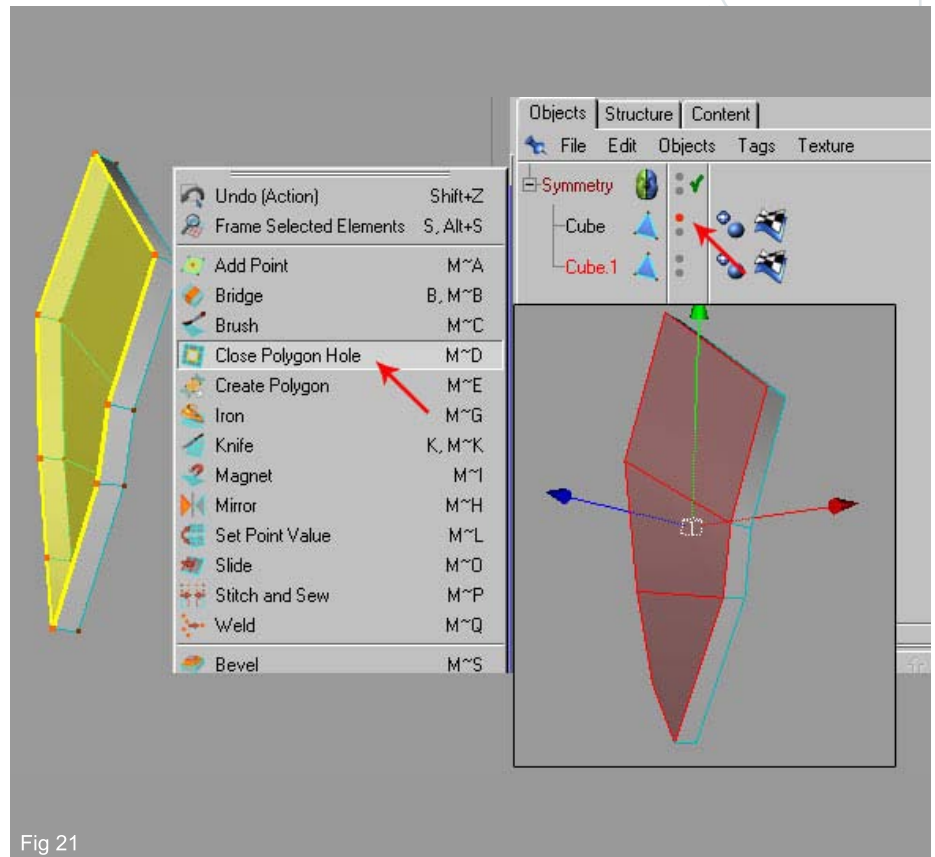 Objects Structure Content
File Edit Objects Tags Texture
Symmetry
Cube
Cube.1
Undo (Action) Shift+Z
Frame Selected Elements S, Alt+S
Add Point M~A
Bridge B, M~B
Brush M~C
Close Polygon Hole M~D
Create Polygon M~E
Iron M~G
Knife K, M~K
Magnet M~I
Mirror M~H
Set Point Value M~L
Slide M~O
Stitch and Sew M~P
Weld M~Q
Bevel M~S
Fig 21